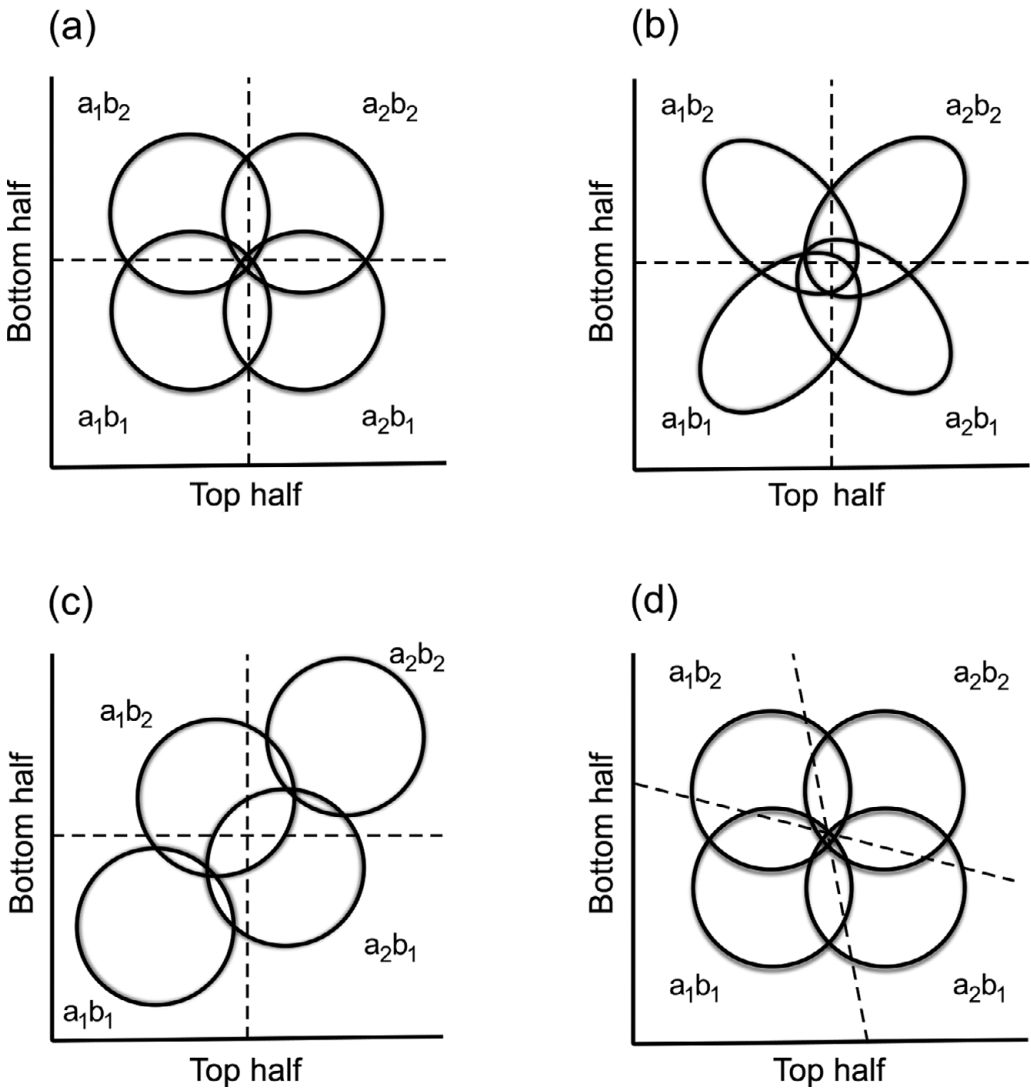 (a)
(b)
a₁b₂
a₂b₂
a₁b₂
a₂b₂
Bottom half
Bottom half
a₁b₁
a₂b₁
a₁b₁
a₂b₁
Top half
Top half
(c)
(d)
a₂b₂
a₁b₂
a₁b₂
a₂b₂
Bottom half
Bottom half
a₂b₁
a₁b₁
a₁b₁
a₂b₁
Top half
Top half